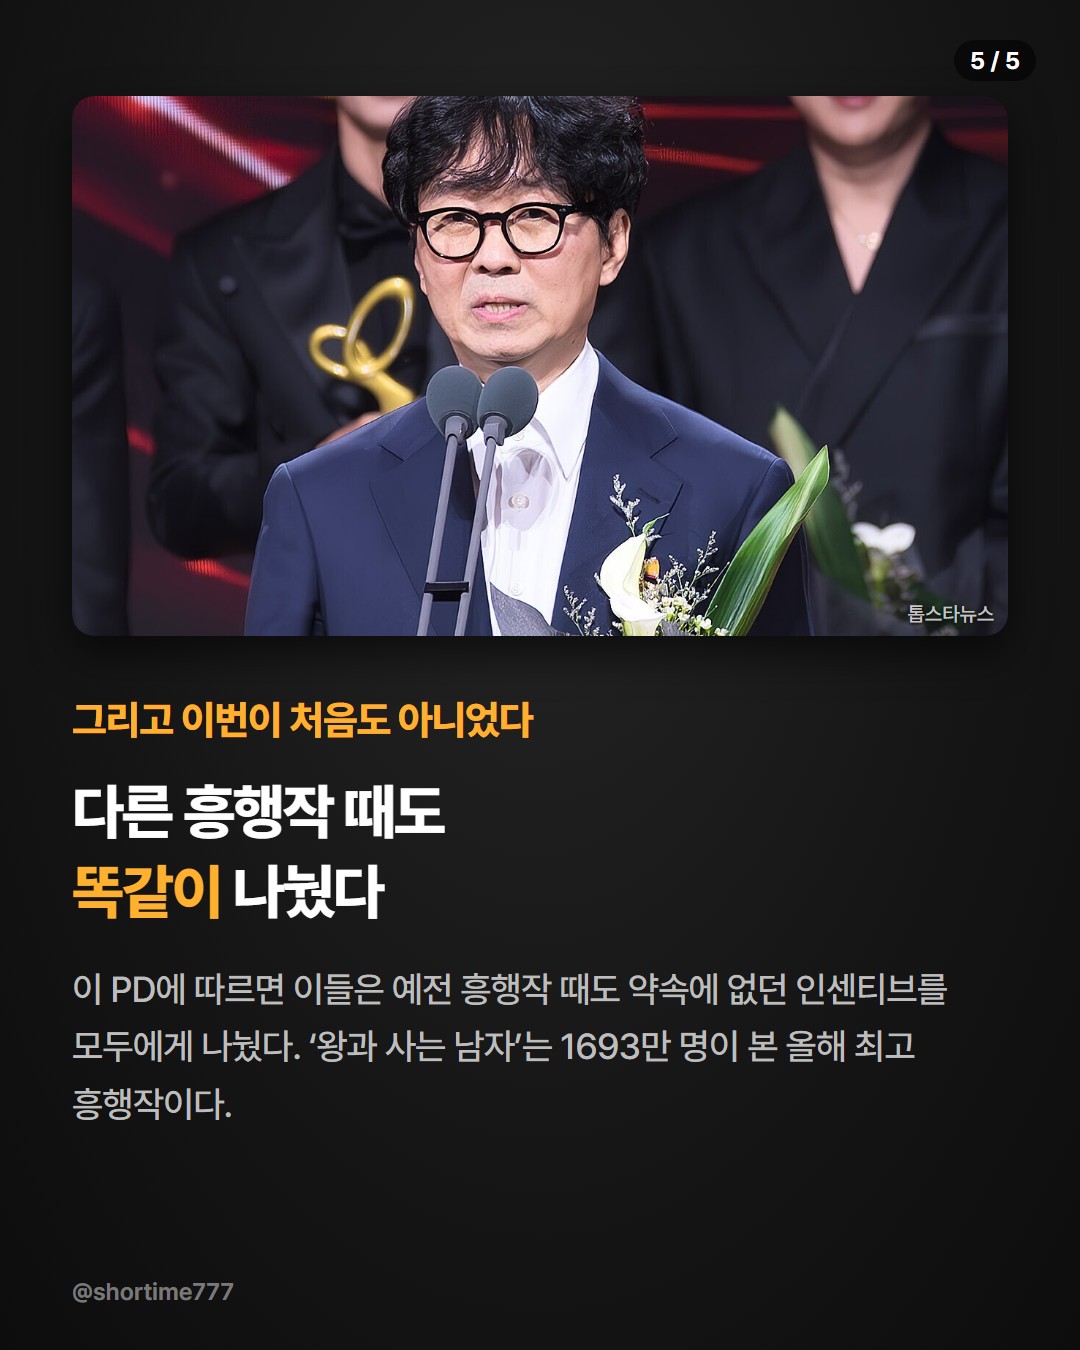 5 / 5
톱스타뉴스
그리고 이번이 처음도 아니었다
다른 흥행작 때도
똑같이 나눴다
이 PD에 따르면 이들은 예전 흥행작 때도 약속에 없던 인센티브를
모두에게 나눴다. ‘왕과 사는 남자’는 1693만 명이 본 올해 최고
흥행작이다.
@shortime777